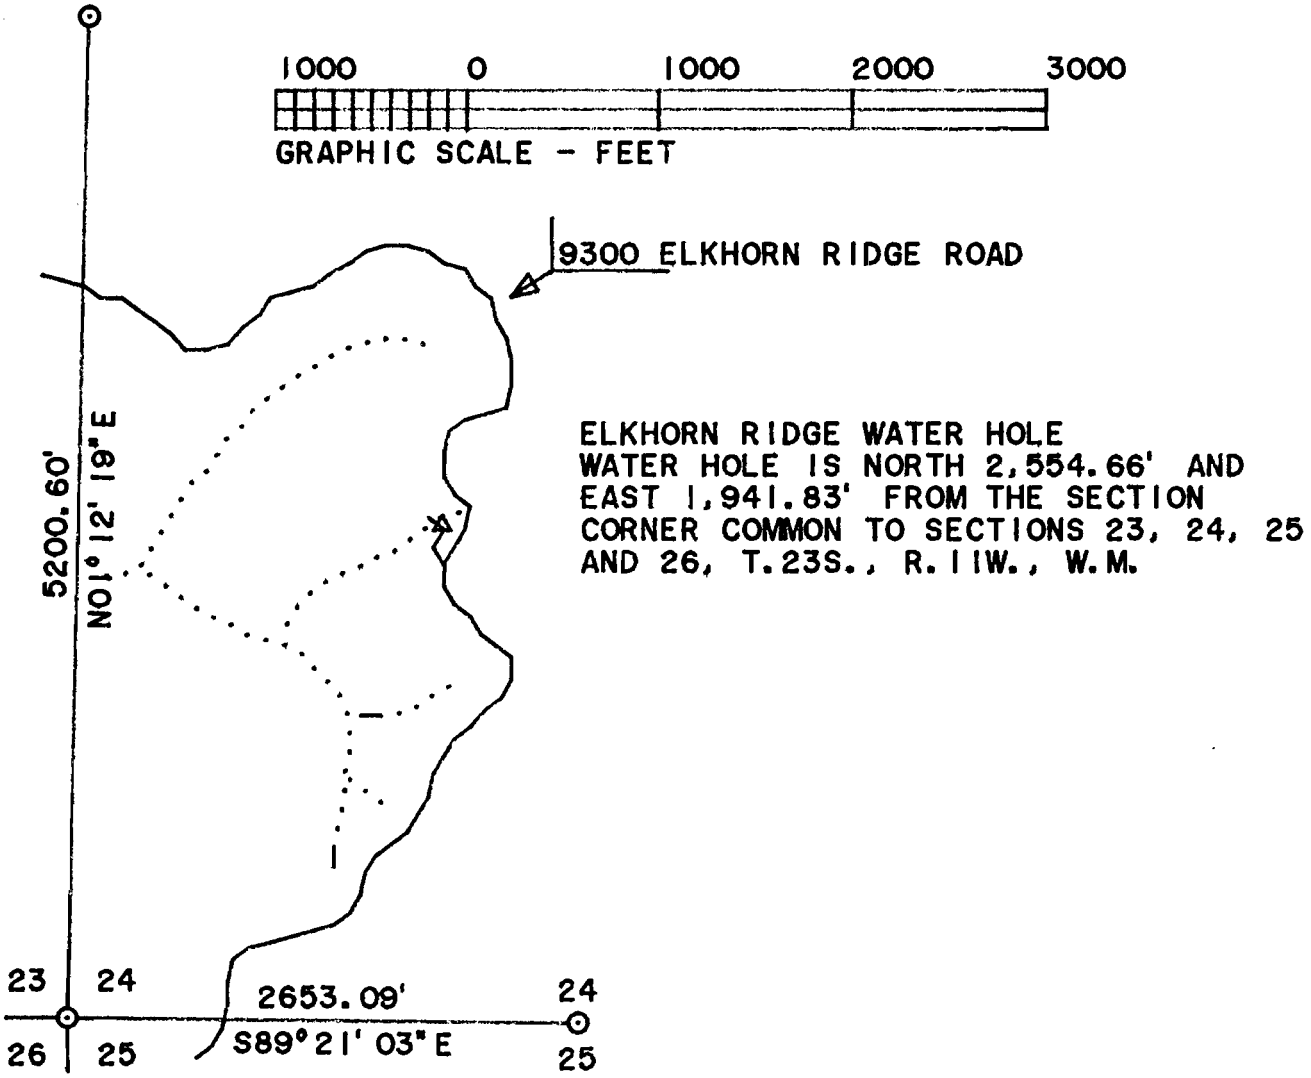 1000 0 1000 2000 3000
GRAPHIC SCALE - FEET
9300 ELKHORN RIDGE ROAD
5200.60'
N01° 12' 19" E
ELKHORN RIDGE WATER HOLE
WATER HOLE IS NORTH 2,554.66' AND
EAST 1,941.83' FROM THE SECTION
CORNER COMMON TO SECTIONS 23, 24, 25
AND 26, T.23S., R.11W., W.M.
23 24
2653.09'
24
26 25
S89° 21' 03" E
25